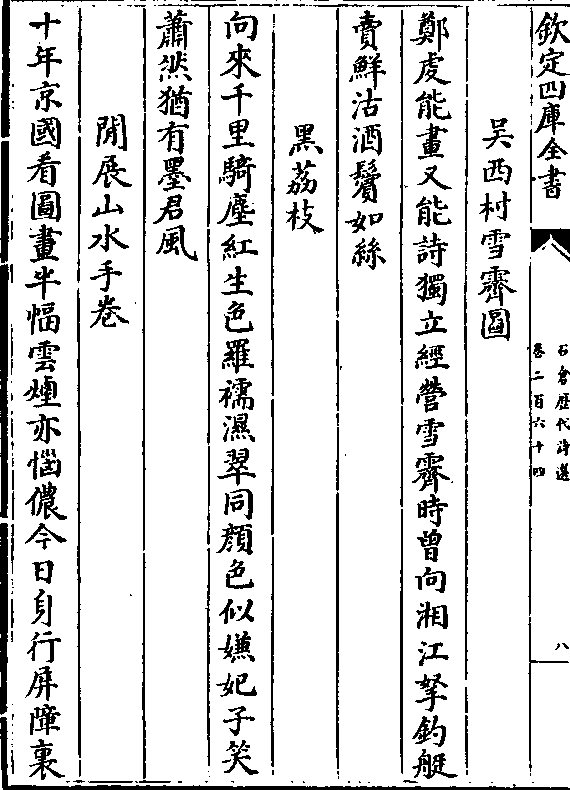 欽定四庫全書
石倉歷代詩選
卷二百六十四
八
吴西村雪霽圖
鄭虔能畫又能詩獨立經營雪霽時曽向湘江拏釣艇
賣鮮沽酒鬢如絲
黑荔枝
向來千里騎塵紅生色羅襦濕翠同顔色似嫌妃子笑
蕭然猶有墨君風
閒展山水手卷
十年京國看圖畫半幅雲煙亦惱儂今日身行屏障裏